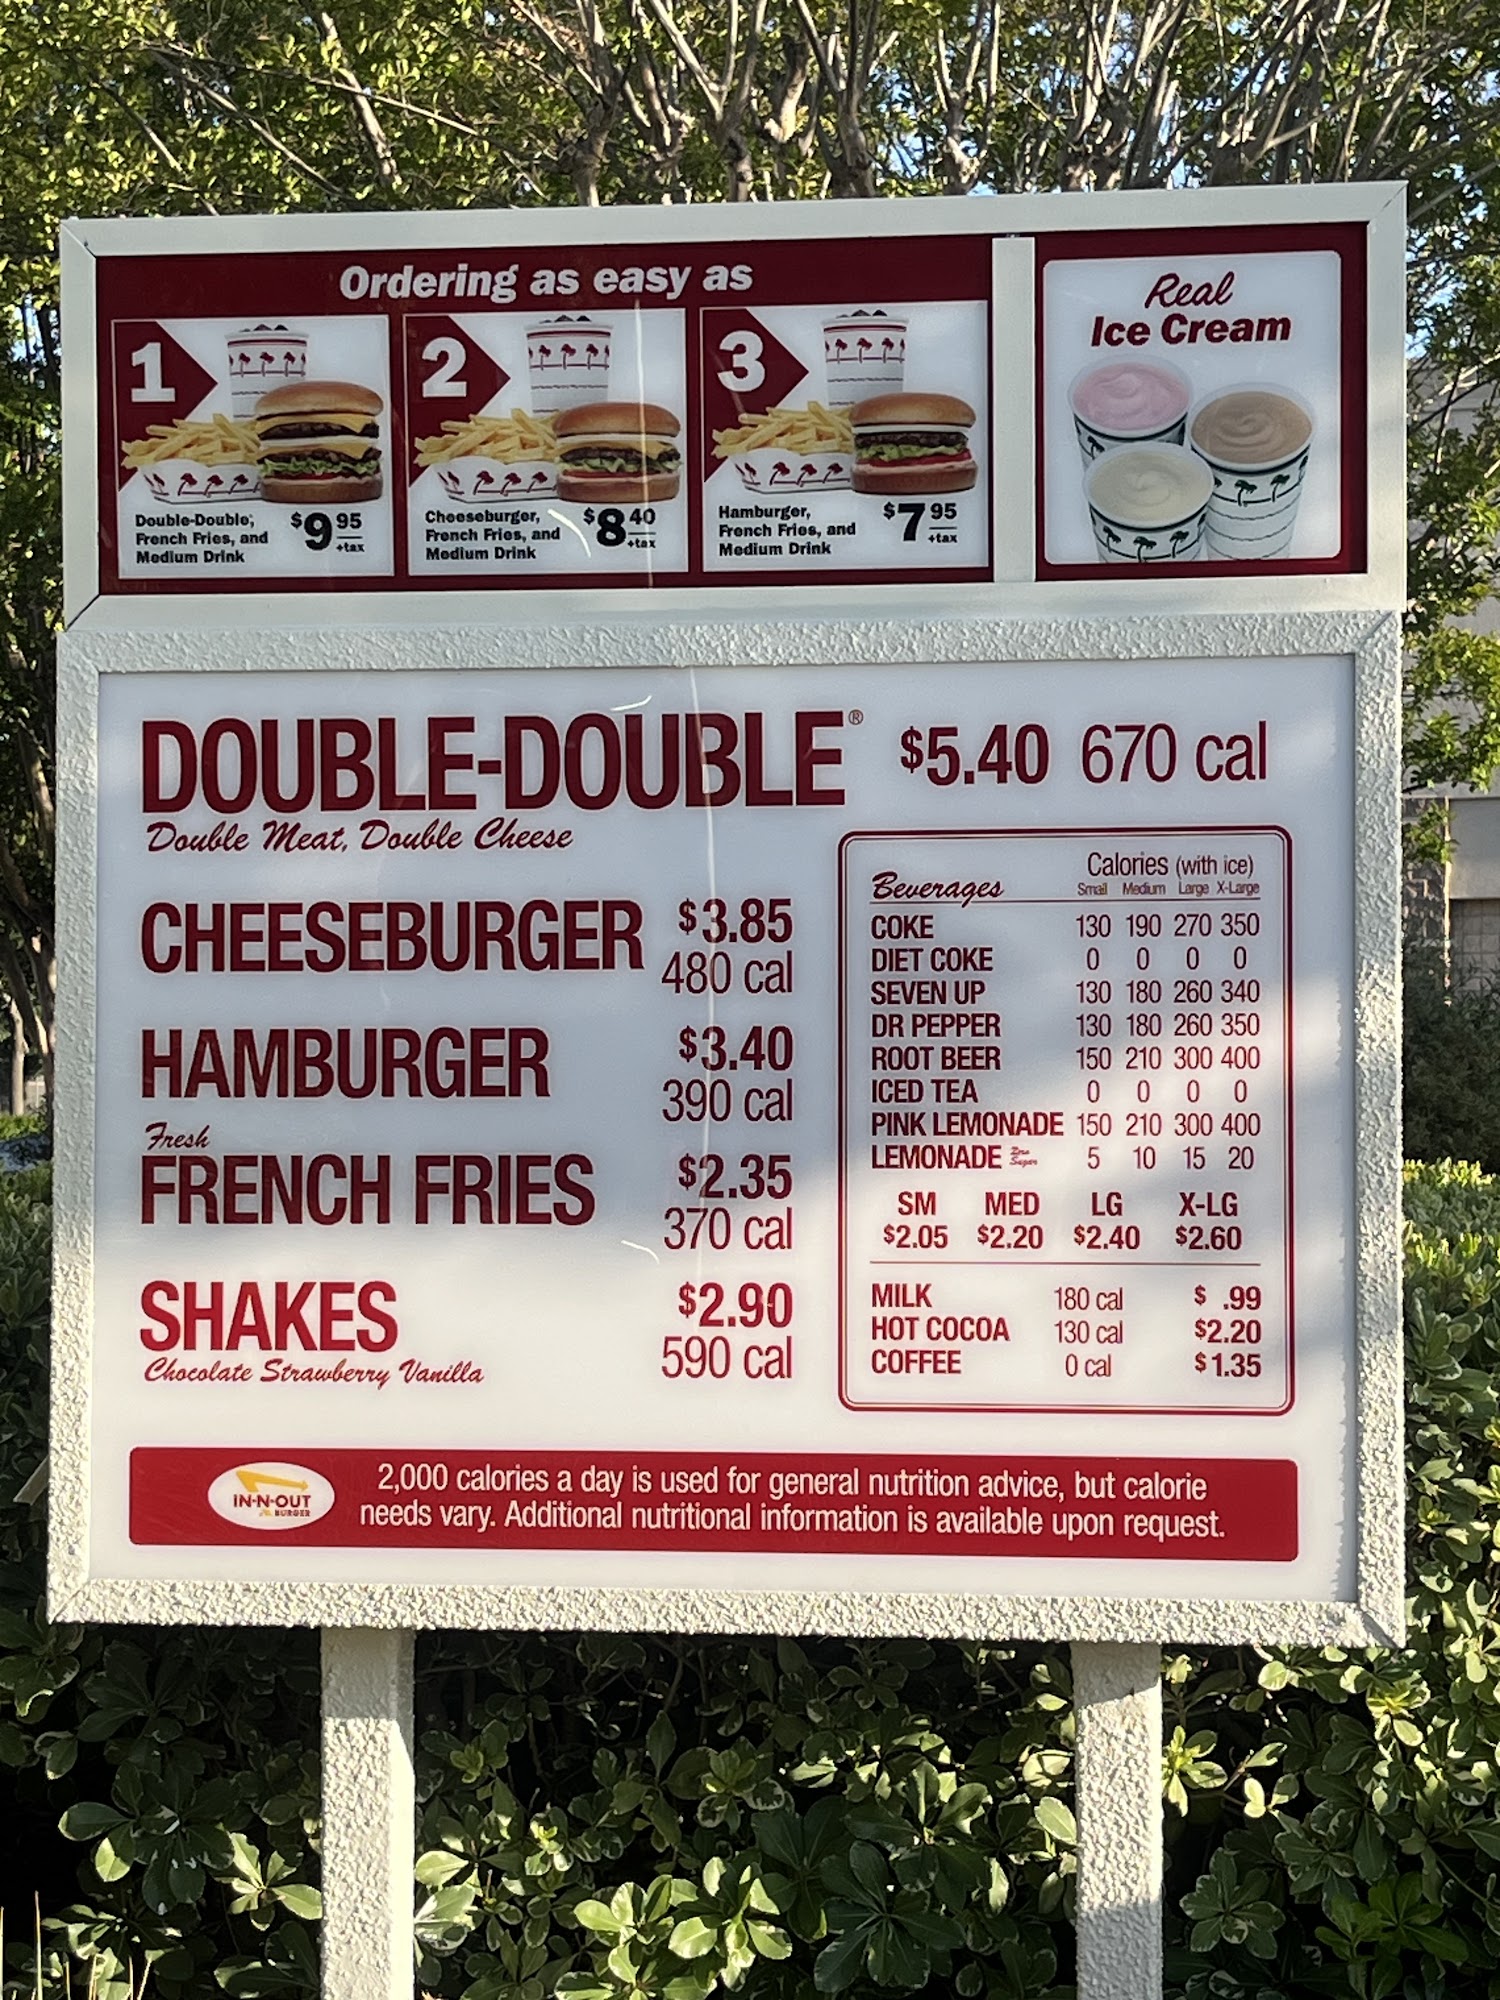 Ordering as easy as
1
Double-Double,
French Fries, and
Medium Drink
$9 95
+tax
2
Cheeseburger,
French Fries, and
Medium Drink
$8 40
+tax
3
Hamburger,
French Fries, and
Medium Drink
$7 95
+tax
Real
Ice Cream
DOUBLE-DOUBLE® $5.40 670 cal
Double Meat, Double Cheese
CHEESEBURGER $3.85
480 cal
HAMBURGER $3.40
390 cal
Fresh
FRENCH FRIES $2.35
370 cal
SHAKES $2.90
590 cal
Chocolate Strawberry Vanilla
Calories (with ice)
Beverages Small Medium Large X-Large
COKE 130 190 270 350
DIET COKE 0 0 0 0
SEVEN UP 130 180 260 340
DR PEPPER 130 180 260 350
ROOT BEER 150 210 300 400
ICED TEA 0 0 0 0
PINK LEMONADE 150 210 300 400
LEMONADE Zero Sugar 5 10 15 20
SM MED LG X-LG
$2.05 $2.20 $2.40 $2.60
MILK 180 cal $ .99
HOT COCOA 130 cal $2.20
COFFEE 0 cal $1.35
IN-N-OUT
BURGER
2,000 calories a day is used for general nutrition advice, but calorie
needs vary. Additional nutritional information is available upon request.